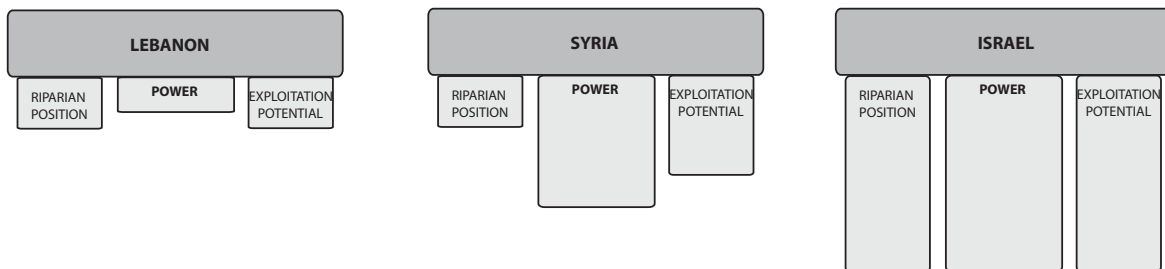 LEBANON
RIPARIAN
POSITION
POWER
EXPLOITATION
POTENTIAL
SYRIA
RIPARIAN
POSITION
POWER
EXPLOITATION
POTENTIAL
ISRAEL
RIPARIAN
POSITION
POWER
EXPLOITATION
POTENTIAL